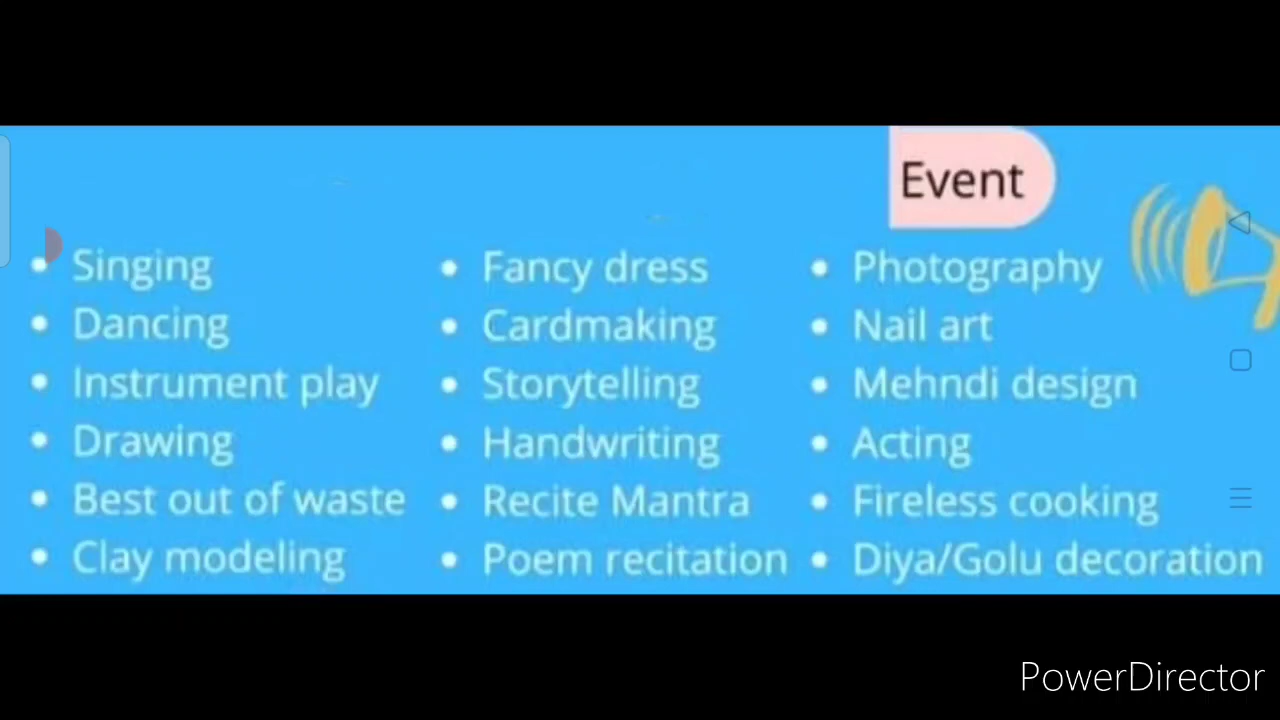 Event
Singing
Dancing
Instrument play
Drawing
Best out of waste
Clay modeling
Fancy dress
Cardmaking
Storytelling
Handwriting
Recite Mantra
Poem recitation
Photography
Nail art
Mehndi design
Acting
Fireless cooking
Diya/Golu decoration
PowerDirector